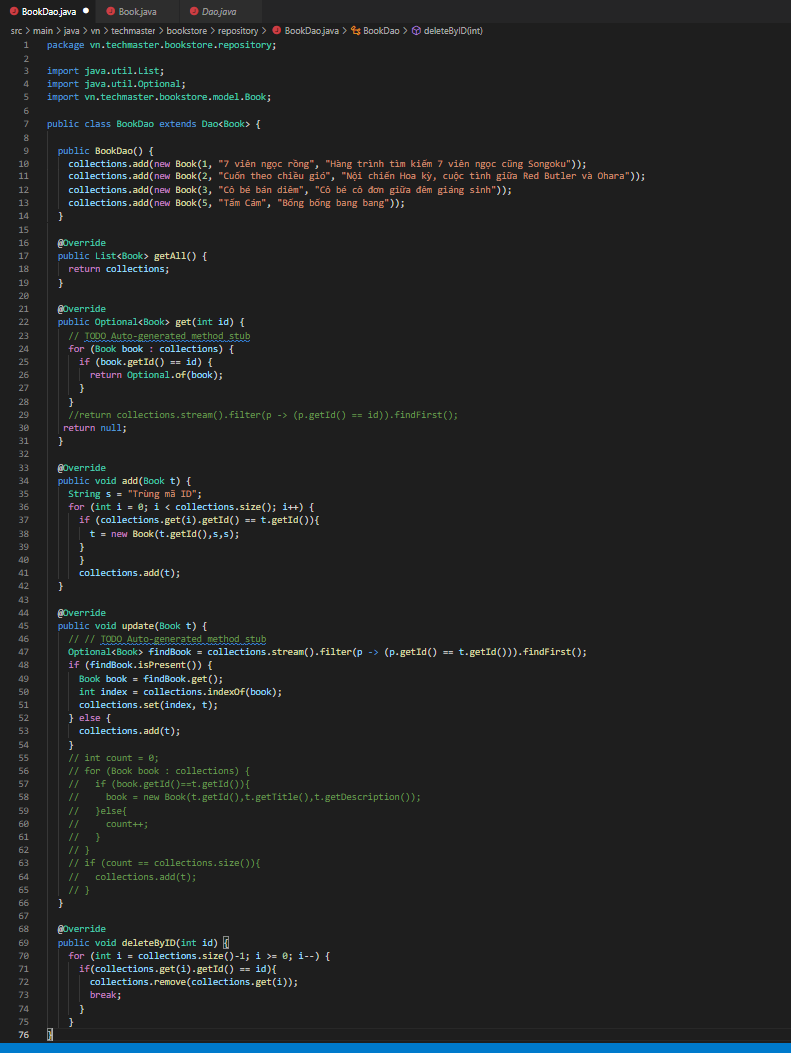 BookDao.java ● Book.java Dao.java
src > main > java > vn > techmaster > bookstore > repository > BookDao.java > BookDao > deleteByID(int)
1 package vn.techmaster.bookstore.repository;
2
3 import java.util.List;
4 import java.util.Optional;
5 import vn.techmaster.bookstore.model.Book;
6
7 public class BookDao extends Dao<Book> {
8
9 public BookDao() {
10 collections.add(new Book(1, "7 viên ngọc rồng", "Hàng trình tìm kiếm 7 viên ngọc cũng Songoku"));
11 collections.add(new Book(2, "Cuốn theo chiều gió", "Nội chiến Hoa kỳ, cuộc tình giữa Red Butler và Ohara"));
12 collections.add(new Book(3, "Cô bé bán diêm", "Cô bé cô đơn giữa đêm giáng sinh"));
13 collections.add(new Book(5, "Tấm Cám", "Bống bống bang bang"));
14 }
15
16 @Override
17 public List<Book> getAll() {
18 return collections;
19 }
20
21 @Override
22 public Optional<Book> get(int id) {
23 // TODO Auto-generated method stub
24 for (Book book : collections) {
25 if (book.getId() == id) {
26 return Optional.of(book);
27 }
28 }
29 //return collections.stream().filter(p -> (p.getId() == id)).findFirst();
30 return null;
31 }
32
33 @Override
34 public void add(Book t) {
35 String s = "Trùng mã ID";
36 for (int i = 0; i < collections.size(); i++) {
37 if (collections.get(i).getId() == t.getId()){
38 t = new Book(t.getId(),s,s);
39 }
40 }
41 collections.add(t);
42 }
43
44 @Override
45 public void update(Book t) {
46 // // TODO Auto-generated method stub
47 Optional<Book> findBook = collections.stream().filter(p -> (p.getId() == t.getId())).findFirst();
48 if (findBook.isPresent()) {
49 Book book = findBook.get();
50 int index = collections.indexOf(book);
51 collections.set(index, t);
52 } else {
53 collections.add(t);
54 }
55 // int count = 0;
56 // for (Book book : collections) {
57 // if (book.getId()==t.getId()){
58 // book = new Book(t.getId(),t.getTitle(),t.getDescription());
59 // }else{
60 // count++;
61 // }
62 // }
63 // if (count == collections.size()){
64 // collections.add(t);
65 // }
66 }
67
68 @Override
69 public void deleteByID(int id) {
70 for (int i = collections.size()-1; i >= 0; i--) {
71 if(collections.get(i).getId() == id){
72 collections.remove(collections.get(i));
73 break;
74 }
75 }
76 }